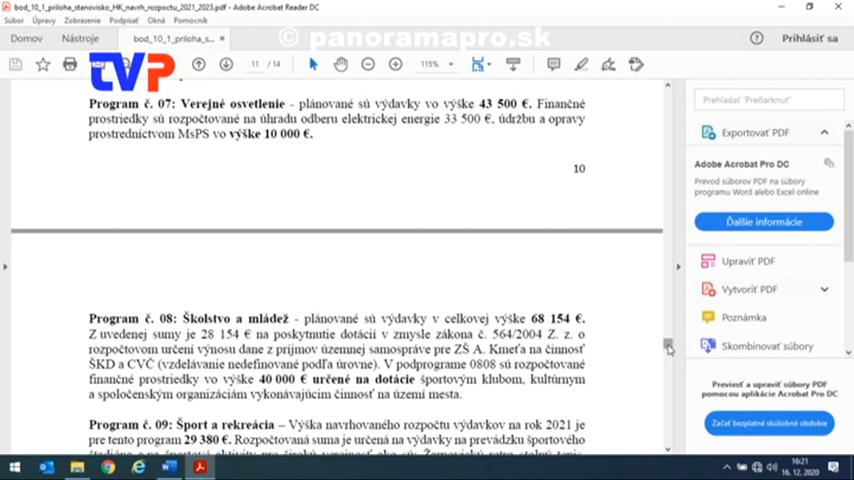 bod_10_1_priloha_stanovisko_HK_navrh_rozpoctu_2021_2023.pdf - Adobe Acrobat Reader DC
Súbor Úpravy Zobrazenie Podpísať Okná Pomocník
Domov Nástroje bod_10_1_priloha_s... × Prihlásiť sa
© panoramapro.sk
11 / 14 115%
TVP
Program č. 07: Verejné osvetlenie - plánované sú výdavky vo výške 43 500 €. Finančné
prostriedky sú rozpočtované na úhradu odberu elektrickej energie 33 500 €, údržbu a opravy
prostredníctvom MsPS vo výške 10 000 €.
10
Program č. 08: Školstvo a mládež - plánované sú výdavky v celkovej výške 68 154 €.
Z uvedenej sumy je 28 154 € na poskytnutie dotácií v zmysle zákona č. 564/2004 Z. z. o
rozpočtovom určení výnosu dane z príjmov územnej samospráve pre ZŠ A. Kmeťa na činnosť
ŠKD a CVČ (vzdelávanie nedefinované podľa úrovne). V podprograme 0808 sú rozpočtované
finančné prostriedky vo výške 40 000 € určené na dotácie športovým klubom, kultúrnym
a spoločenským organizáciám vykonávajúcim činnosť na území mesta.
Program č. 09: Šport a rekreácia – Výška navrhovaného rozpočtu výdavkov na rok 2021 je
pre tento program 29 380 €. Rozpočtovaná suma je určená na výdavky na prevádzku športového
Prehľadať "Prečiarknuť"
Exportovať PDF
Adobe Acrobat Pro DC
Prevod súborov PDF na súbory
programu Word alebo Excel online
Ďalšie informácie
Upraviť PDF
Vytvoriť PDF
Poznámka
Skombinovať súbory
Previesť a upraviť súbory PDF
pomocou aplikácie Acrobat Pro DC
Začať bezplatné skúšobné obdobie
16:21
16. 12. 2020